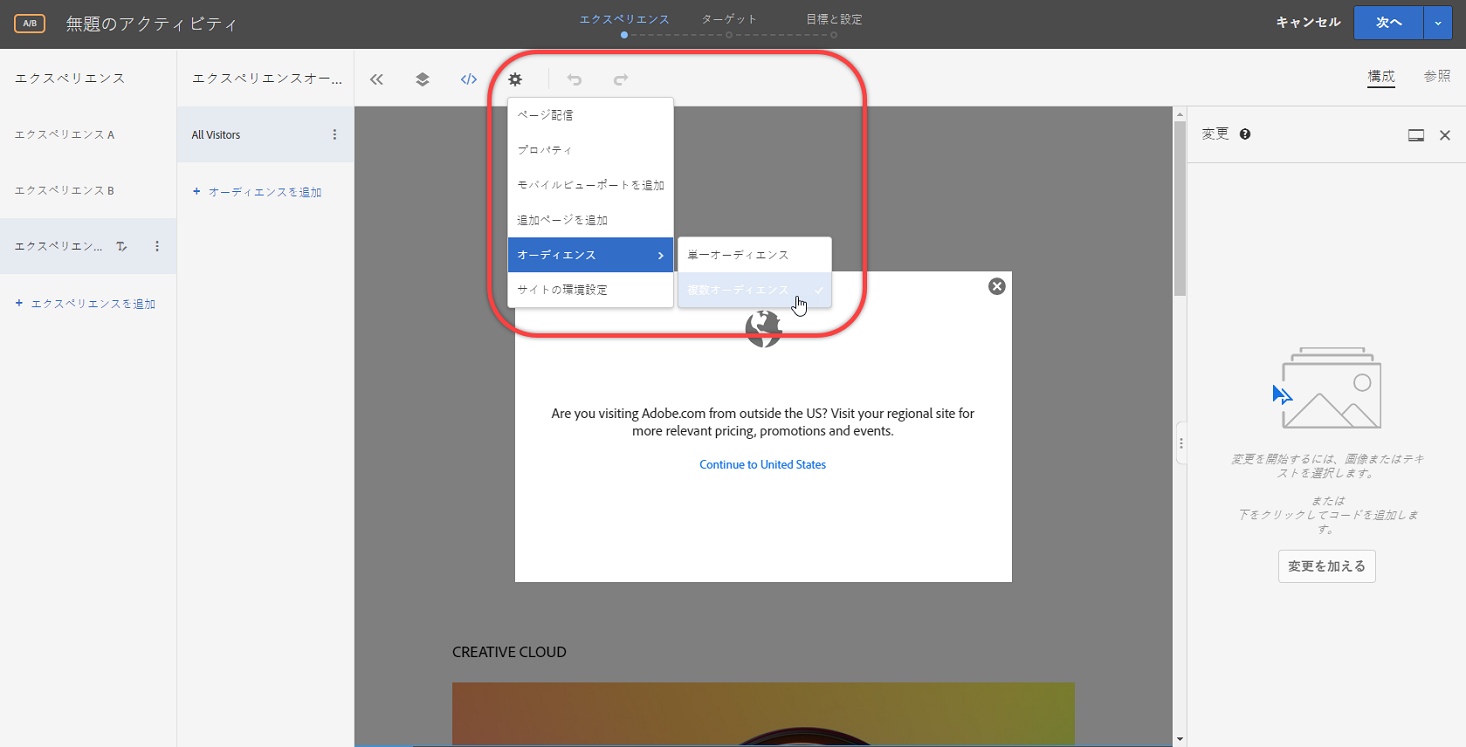 A/B
無題のアクティビティ
エクスペリエンス
ターゲット
目標と設定
キャンセル
次へ
エクスペリエンス
エクスペリエンスオー...
構成
参照
エクスペリエンス A
エクスペリエンス B
エクスペリエン...
+ エクスペリエンスを追加
All Visitors
+ オーディエンスを追加
ページ配信
プロパティ
モバイルビューポートを追加
追加ページを追加
オーディエンス
サイトの環境設定
単一オーディエンス
複数オーディエンス
Are you visiting Adobe.com from outside the US? Visit your regional site for
more relevant pricing, promotions and events.
Continue to United States
CREATIVE CLOUD
変更
変更を開始するには、画像またはテキ
ストを選択します。
または
下をクリックしてコードを追加しま
す。
変更を加える